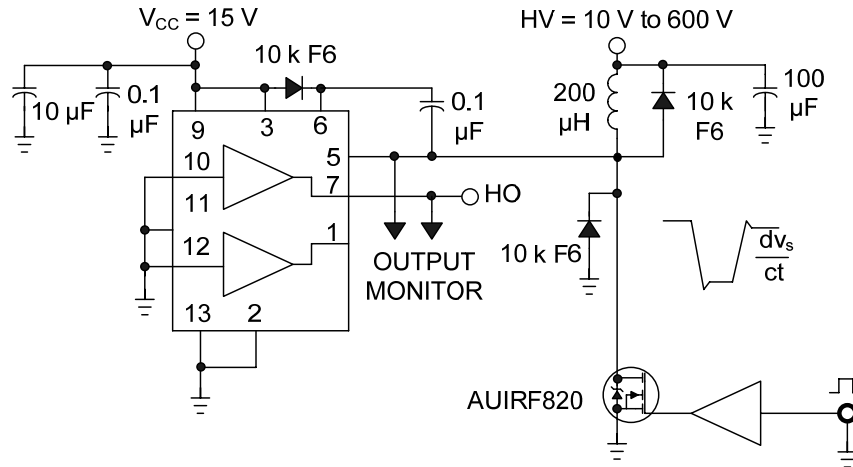 V_CC = 15 V
HV = 10 V to 600 V
10 k F6
10 µF
0.1 µF
0.1 µF
200 µH
10 k F6
100 µF
9
3
6
10
5
7
11
HO
12
1
10 k F6
OUTPUT MONITOR
dv_s
ct
13
2
AUIRF820